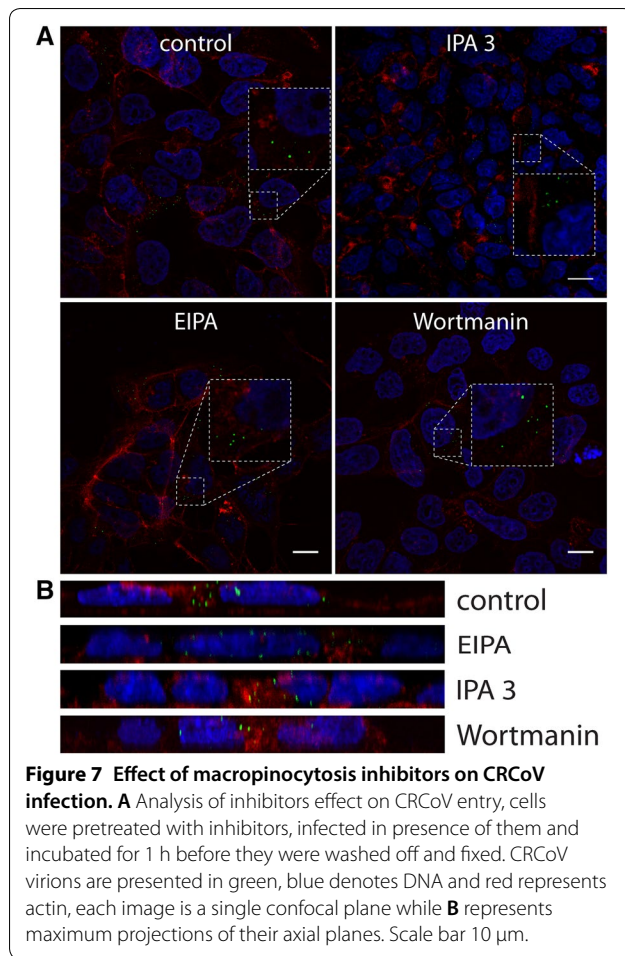 A
control
IPA 3
EIPA
Wortmanin
B
control
EIPA
IPA 3
Wortmanin
Figure 7 Effect of macropinocytosis inhibitors on CRCoV
infection. A Analysis of inhibitors effect on CRCoV entry, cells
were pretreated with inhibitors, infected in presence of them and
incubated for 1 h before they were washed off and fixed. CRCoV
virions are presented in green, blue denotes DNA and red represents
actin, each image is a single confocal plane while B represents
maximum projections of their axial planes. Scale bar 10 μm.